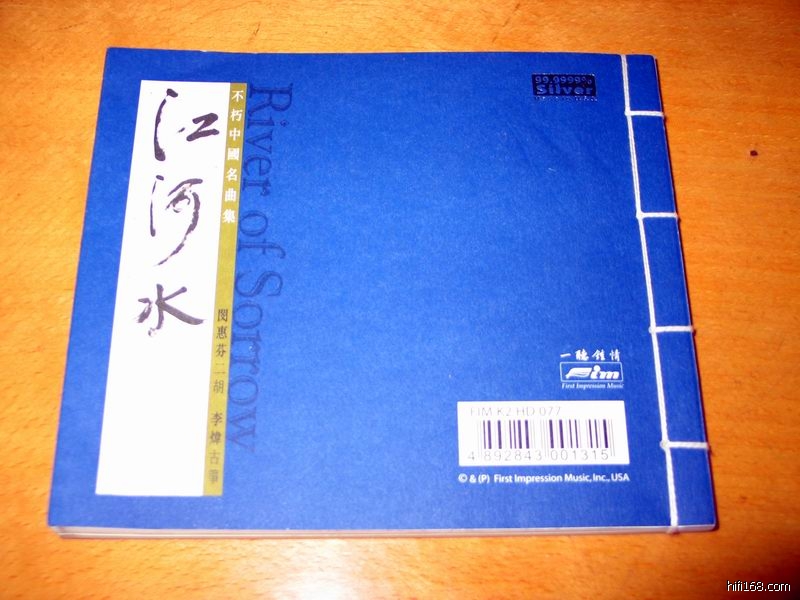 江河水
不朽中國名曲集
閔惠芬二胡 李煒古箏
River of Sorrow
99.9999%
Silver
一聽鍾情
Fim
First Impression Music
FIM K2 HD 077
4 892843 001315
© & (P) First Impression Music, Inc., USA
hifi168.com